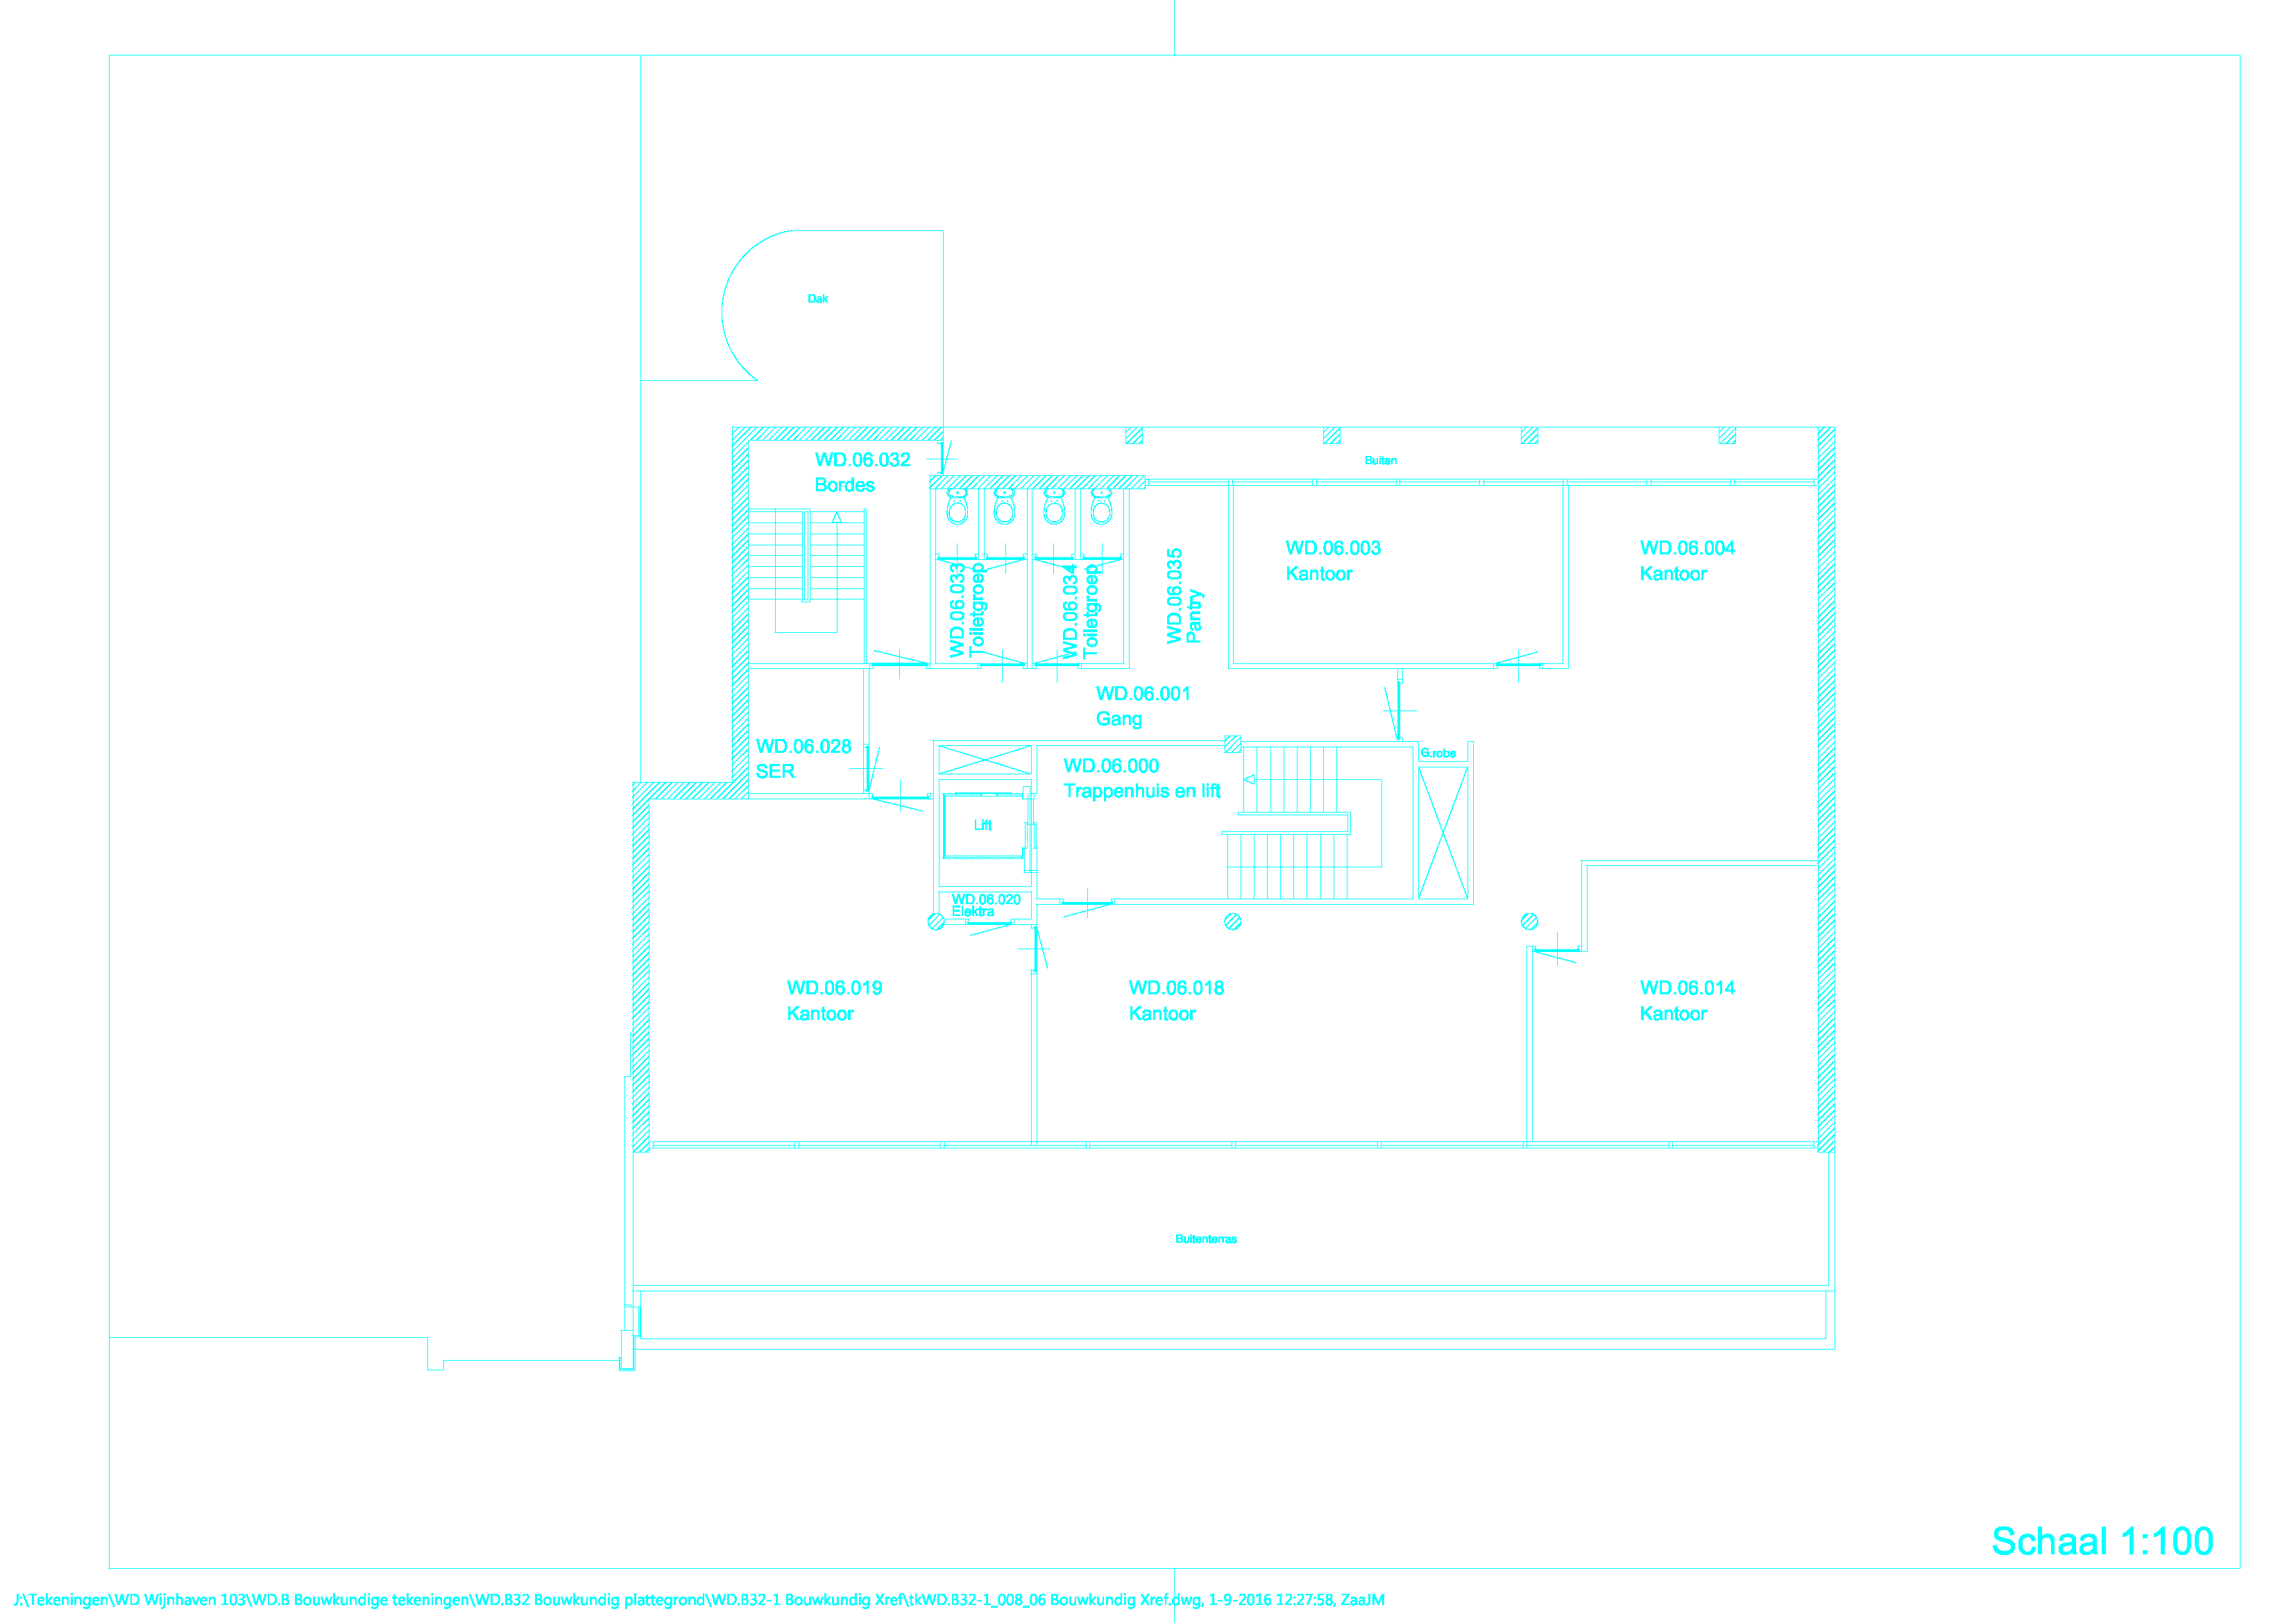 Dak
WD.06.032
Bordes
Buiten
WD.06.033
Toiletgroep
WD.06.034
Toiletgroep
WD.06.035
Pantry
WD.06.003
Kantoor
WD.06.004
Kantoor
WD.06.001
Gang
WD.06.028
SER
WD.06.000
Trappenhuis en lift
G.robe
Lift
WD.06.020
Elektra
WD.06.019
Kantoor
WD.06.018
Kantoor
WD.06.014
Kantoor
Buitenterras
Schaal 1:100
J:\Tekeningen\WD Wijnhaven 103\WD.B Bouwkundige tekeningen\WD.B32 Bouwkundig plattegrond\WD.B32-1 Bouwkundig Xref\tkWD.B32-1_008_06 Bouwkundig Xref.dwg, 1-9-2016 12:27:58, ZaaJM